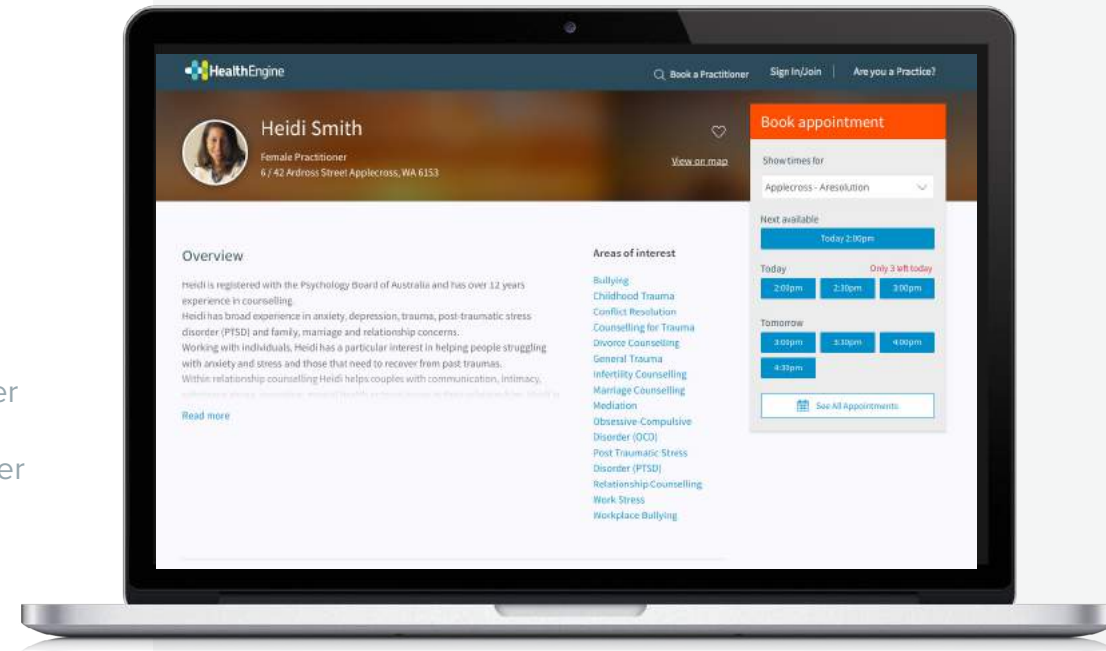 HealthEngine
Book a Practitioner
Sign In/Join
Are you a Practice?
Heidi Smith
Female Practitioner
6 / 42 Ardross Street Applecross, WA 6153
View on map
Book appointment
Show times for
Applecross - Aresolution
Next available
Today 2:00pm
Today
Only 3 left today
2:00pm
2:30pm
3:00pm
Tomorrow
3:00pm
3:30pm
4:00pm
4:30pm
See All Appointments
Overview
Heidi is registered with the Psychology Board of Australia and has over 12 years
experience in counselling.
Heidi has broad experience in anxiety, depression, trauma, post-traumatic stress
disorder (PTSD) and family, marriage and relationship concerns.
Working with individuals, Heidi has a particular interest in helping people struggling
with anxiety and stress and those that need to recover from past traumas.
Within relationship counselling Heidi helps couples with communication, intimacy,
Read more
Areas of interest
Bullying
Childhood Trauma
Conflict Resolution
Counselling for Trauma
Divorce Counselling
General Trauma
Infertility Counselling
Marriage Counselling
Mediation
Obsessive-Compulsive
Disorder (OCD)
Post Traumatic Stress
Disorder (PTSD)
Relationship Counselling
Work Stress
Workplace Bullying
er
er